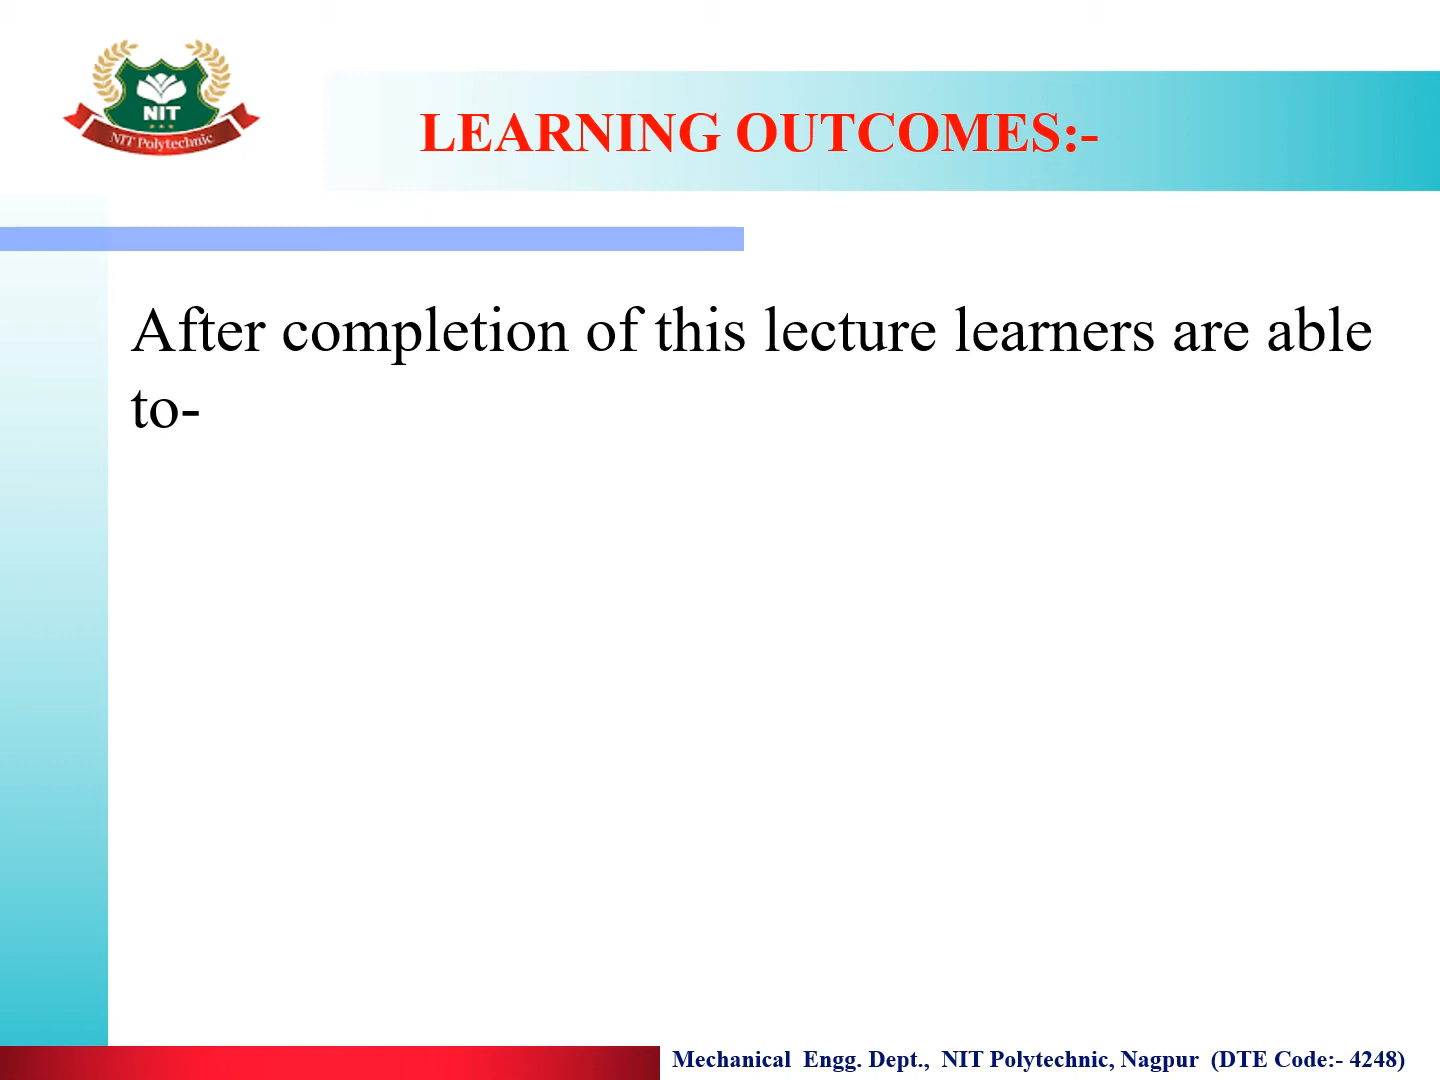 NIT
NIT Polytechnic
LEARNING OUTCOMES:-
After completion of this lecture learners are able
to-
Mechanical Engg. Dept., NIT Polytechnic, Nagpur (DTE Code:- 4248)